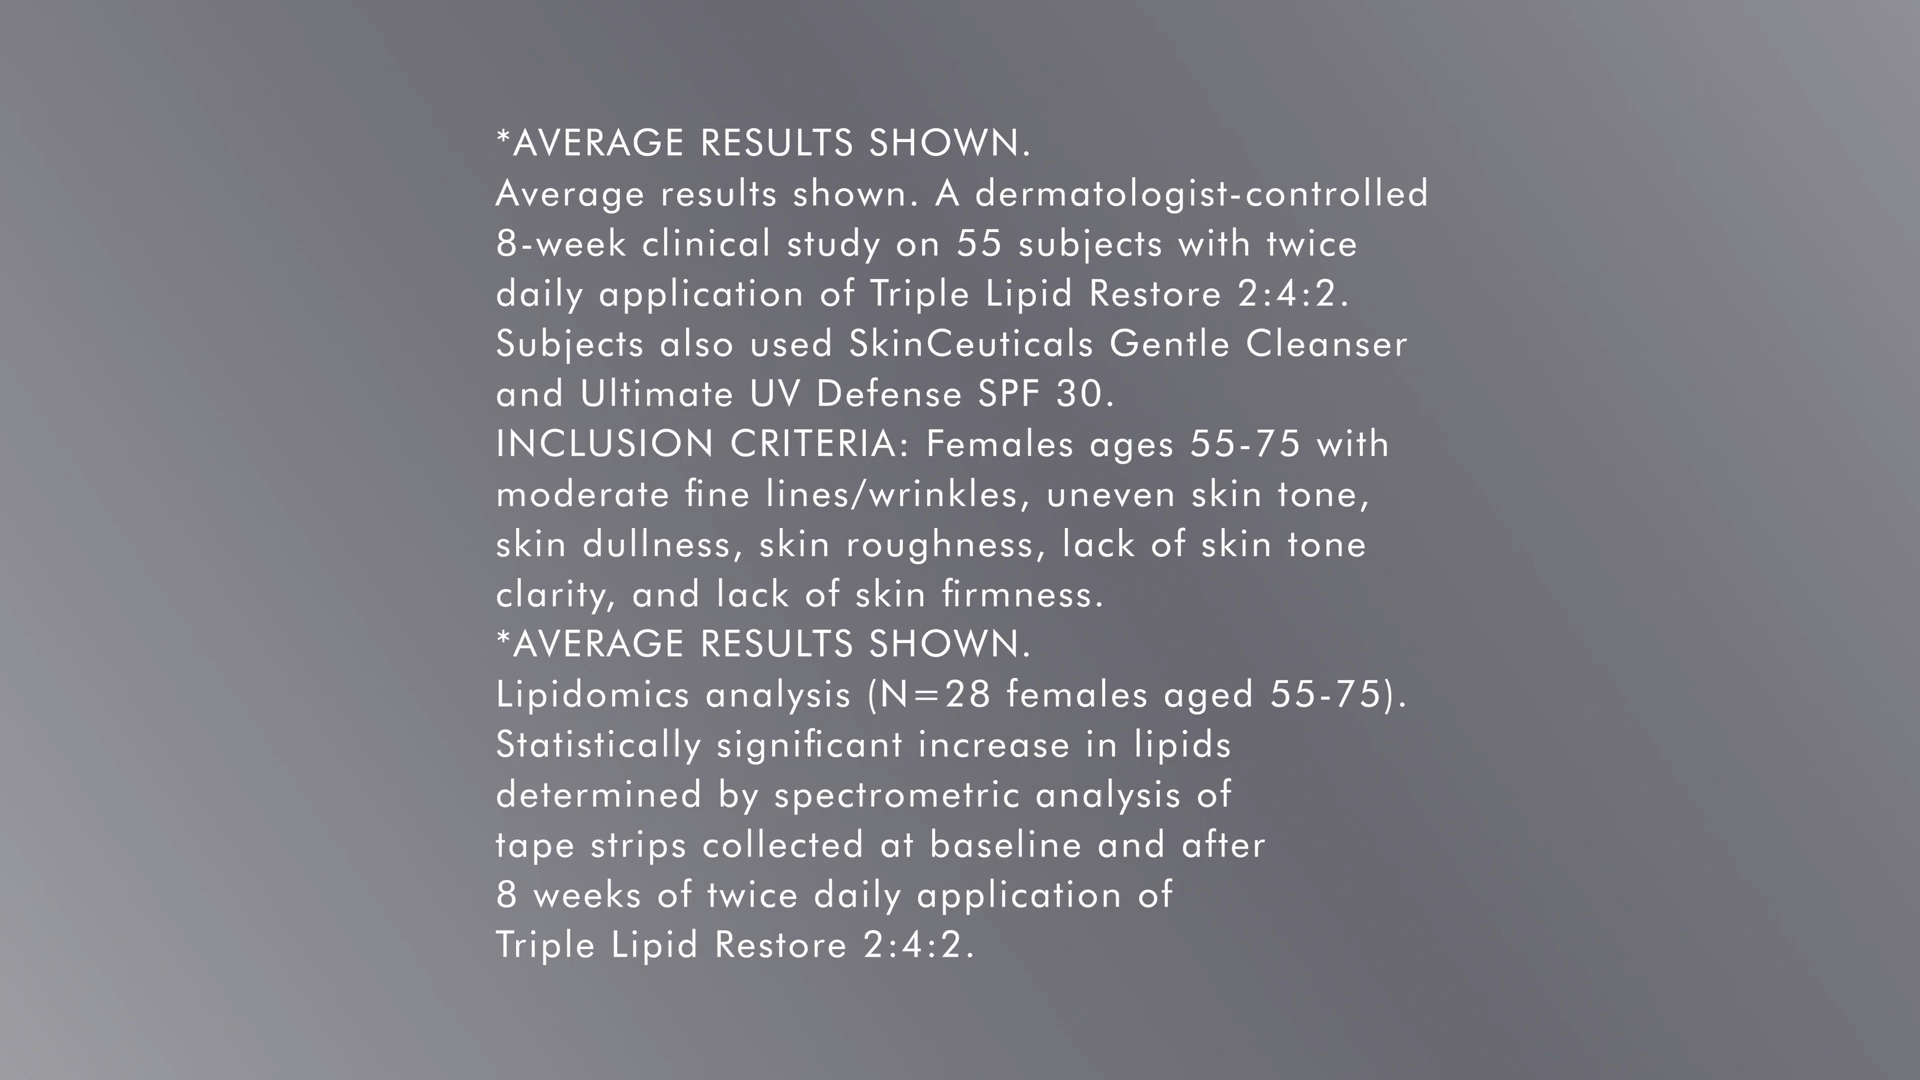 *AVERAGE RESULTS SHOWN.
Average results shown. A dermatologist-controlled
8-week clinical study on 55 subjects with twice
daily application of Triple Lipid Restore 2:4:2.
Subjects also used SkinCeuticals Gentle Cleanser
and Ultimate UV Defense SPF 30.
INCLUSION CRITERIA: Females ages 55-75 with
moderate fine lines/wrinkles, uneven skin tone,
skin dullness, skin roughness, lack of skin tone
clarity, and lack of skin firmness.
*AVERAGE RESULTS SHOWN.
Lipidomics analysis (N=28 females aged 55-75).
Statistically significant increase in lipids
determined by spectrometric analysis of
tape strips collected at baseline and after
8 weeks of twice daily application of
Triple Lipid Restore 2:4:2.